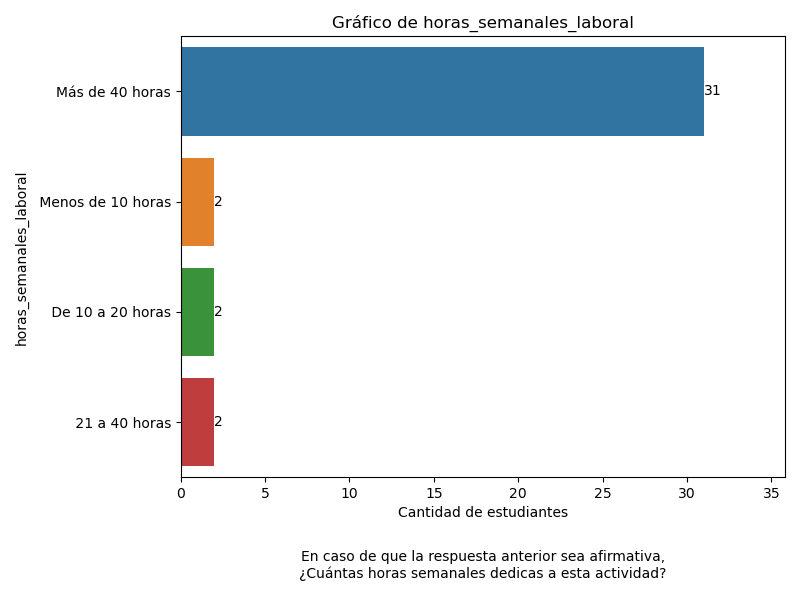 Gráfico de horas_semanales_laboral
horas_semanales_laboral
Más de 40 horas
31
Menos de 10 horas
2
De 10 a 20 horas
2
21 a 40 horas
2
0 5 10 15 20 25 30 35
Cantidad de estudiantes
En caso de que la respuesta anterior sea afirmativa,
¿Cuántas horas semanales dedicas a esta actividad?